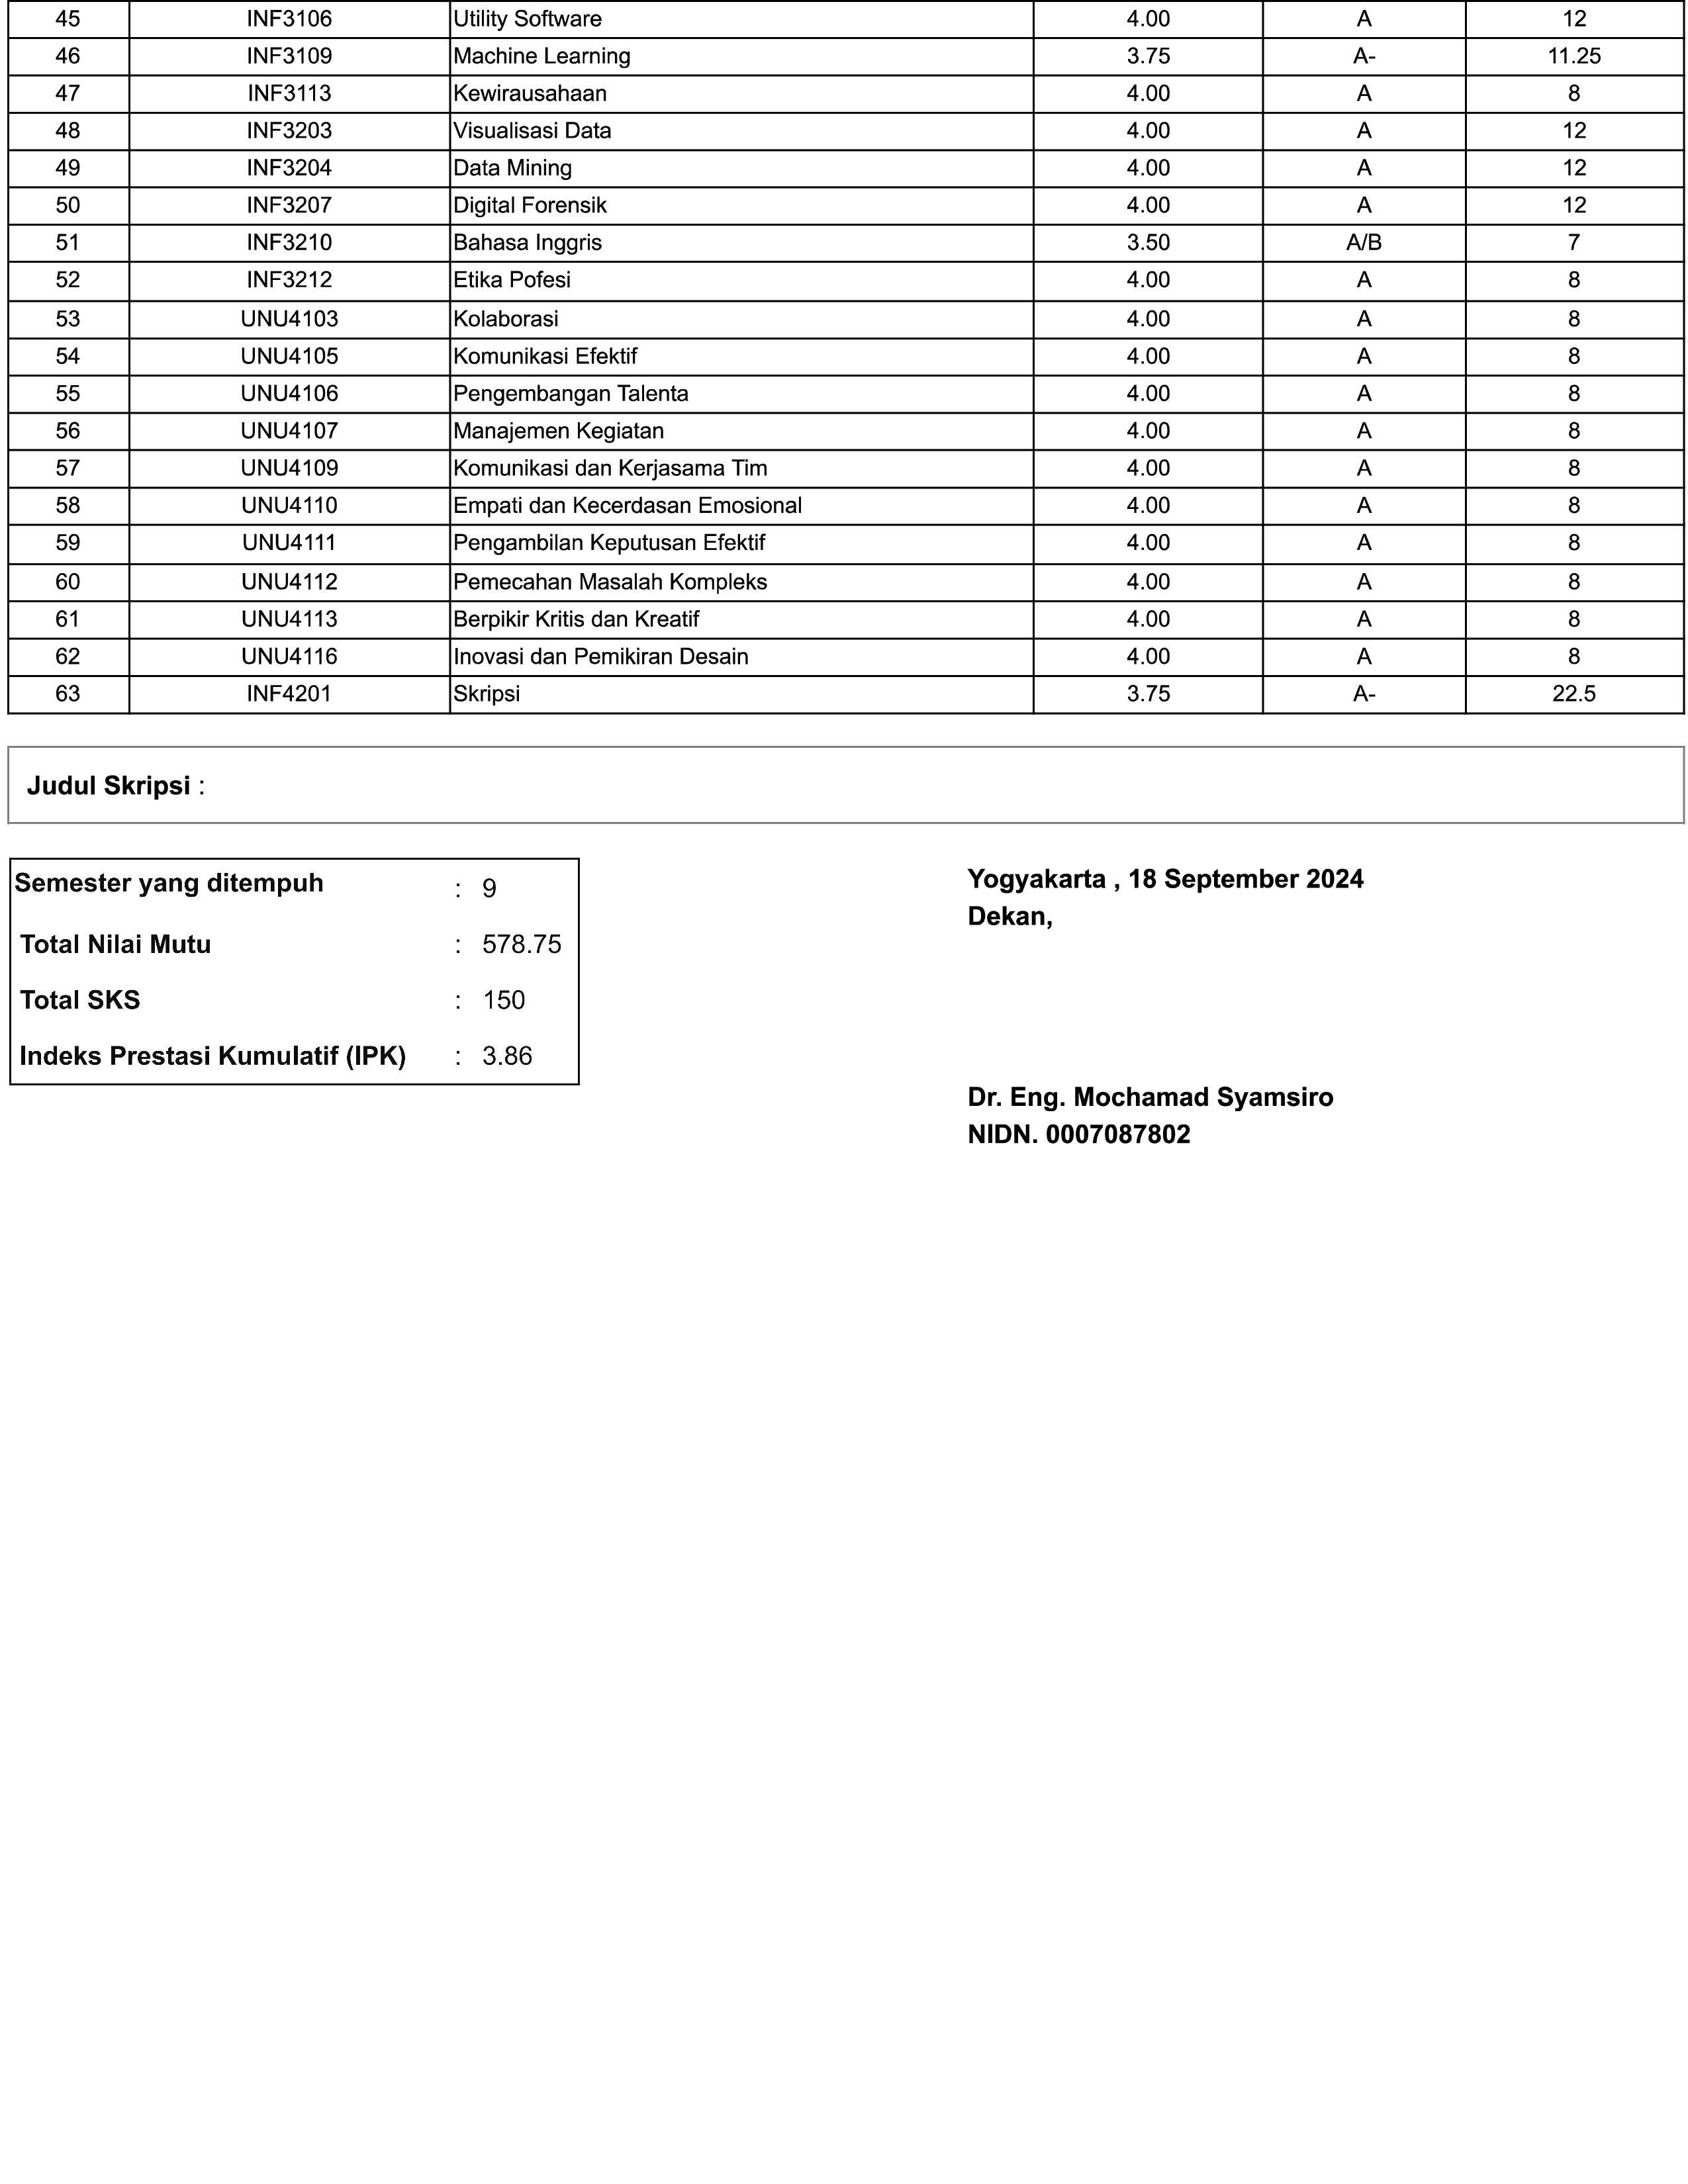 45 INF3106 Utility Software 4.00 A 12
46 INF3109 Machine Learning 3.75 A- 11.25
47 INF3113 Kewirausahaan 4.00 A 8
48 INF3203 Visualisasi Data 4.00 A 12
49 INF3204 Data Mining 4.00 A 12
50 INF3207 Digital Forensik 4.00 A 12
51 INF3210 Bahasa Inggris 3.50 A/B 7
52 INF3212 Etika Pofesi 4.00 A 8
53 UNU4103 Kolaborasi 4.00 A 8
54 UNU4105 Komunikasi Efektif 4.00 A 8
55 UNU4106 Pengembangan Talenta 4.00 A 8
56 UNU4107 Manajemen Kegiatan 4.00 A 8
57 UNU4109 Komunikasi dan Kerjasama Tim 4.00 A 8
58 UNU4110 Empati dan Kecerdasan Emosional 4.00 A 8
59 UNU4111 Pengambilan Keputusan Efektif 4.00 A 8
60 UNU4112 Pemecahan Masalah Kompleks 4.00 A 8
61 UNU4113 Berpikir Kritis dan Kreatif 4.00 A 8
62 UNU4116 Inovasi dan Pemikiran Desain 4.00 A 8
63 INF4201 Skripsi 3.75 A- 22.5
Judul Skripsi :
Semester yang ditempuh : 9
Total Nilai Mutu : 578.75
Total SKS : 150
Indeks Prestasi Kumulatif (IPK) : 3.86
Yogyakarta , 18 September 2024
Dekan,
Dr. Eng. Mochamad Syamsiro
NIDN. 0007087802